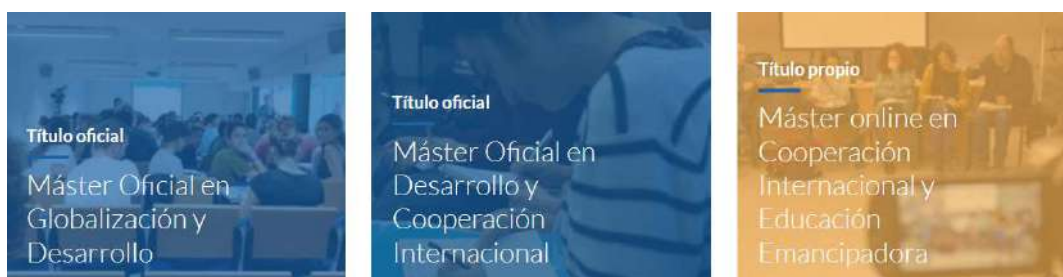 Título oficial
Máster Oficial en
Globalización y
Desarrollo
Título oficial
Máster Oficial en
Desarrollo y
Cooperación
Internacional
Título propio
Máster online en
Cooperación
Internacional y
Educación
Emancipadora